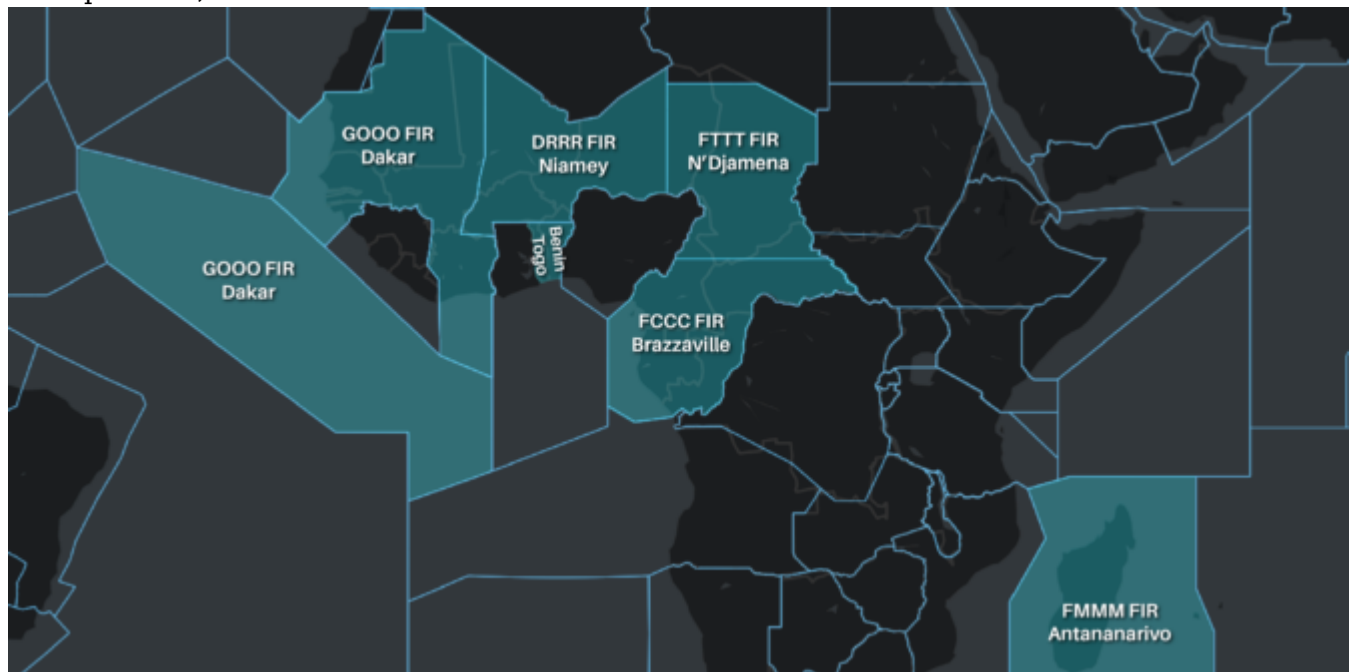 GOOO FIR
Dakar
DRRR FIR
Niamey
FTTT FIR
N'Djamena
Benin
Togo
GOOO FIR
Dakar
FCCC FIR
Brazzaville
FMMM FIR
Antananarivo